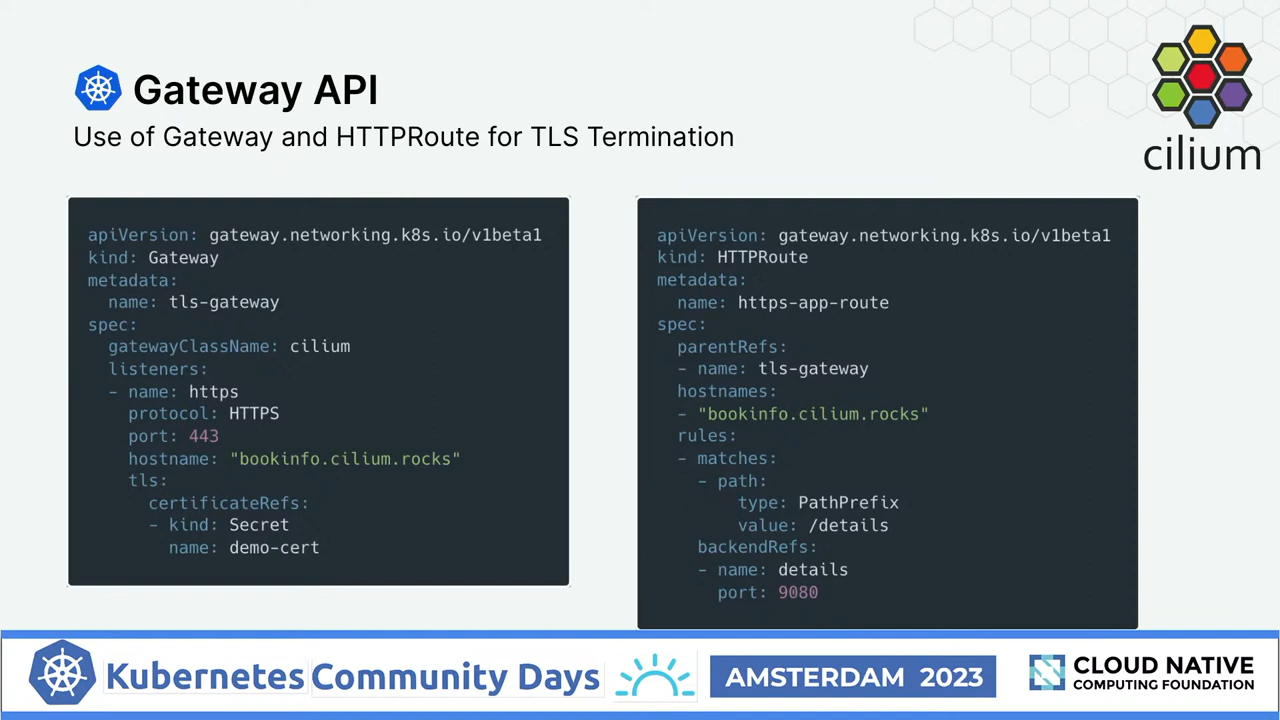 Gateway API
Use of Gateway and HTTPRoute for TLS Termination
cilium
apiVersion: gateway.networking.k8s.io/v1beta1
kind: Gateway
metadata:
  name: tls-gateway
spec:
  gatewayClassName: cilium
  listeners:
  - name: https
    protocol: HTTPS
    port: 443
    hostname: "bookinfo.cilium.rocks"
    tls:
      certificateRefs:
      - kind: Secret
        name: demo-cert
apiVersion: gateway.networking.k8s.io/v1beta1
kind: HTTPRoute
metadata:
  name: https-app-route
spec:
  parentRefs:
  - name: tls-gateway
  hostnames:
  - "bookinfo.cilium.rocks"
  rules:
  - matches:
    - path:
        type: PathPrefix
        value: /details
    backendRefs:
    - name: details
      port: 9080
Kubernetes Community Days
AMSTERDAM 2023
CLOUD NATIVE
COMPUTING FOUNDATION